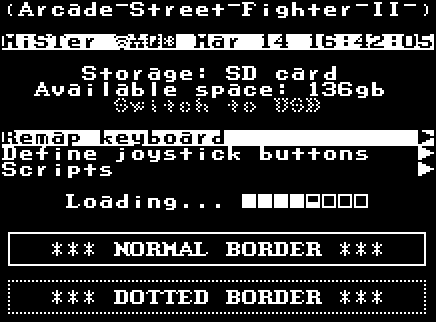 (Arcade-Street-Fighter-II-)
MiSTer Mar 14 16:42:05
Storage: SD card
Available space: 136gb
Switch to USB
Remap keyboard
Define joystick buttons
Scripts
Loading...
*** NORMAL BORDER ***
*** DOTTED BORDER ***